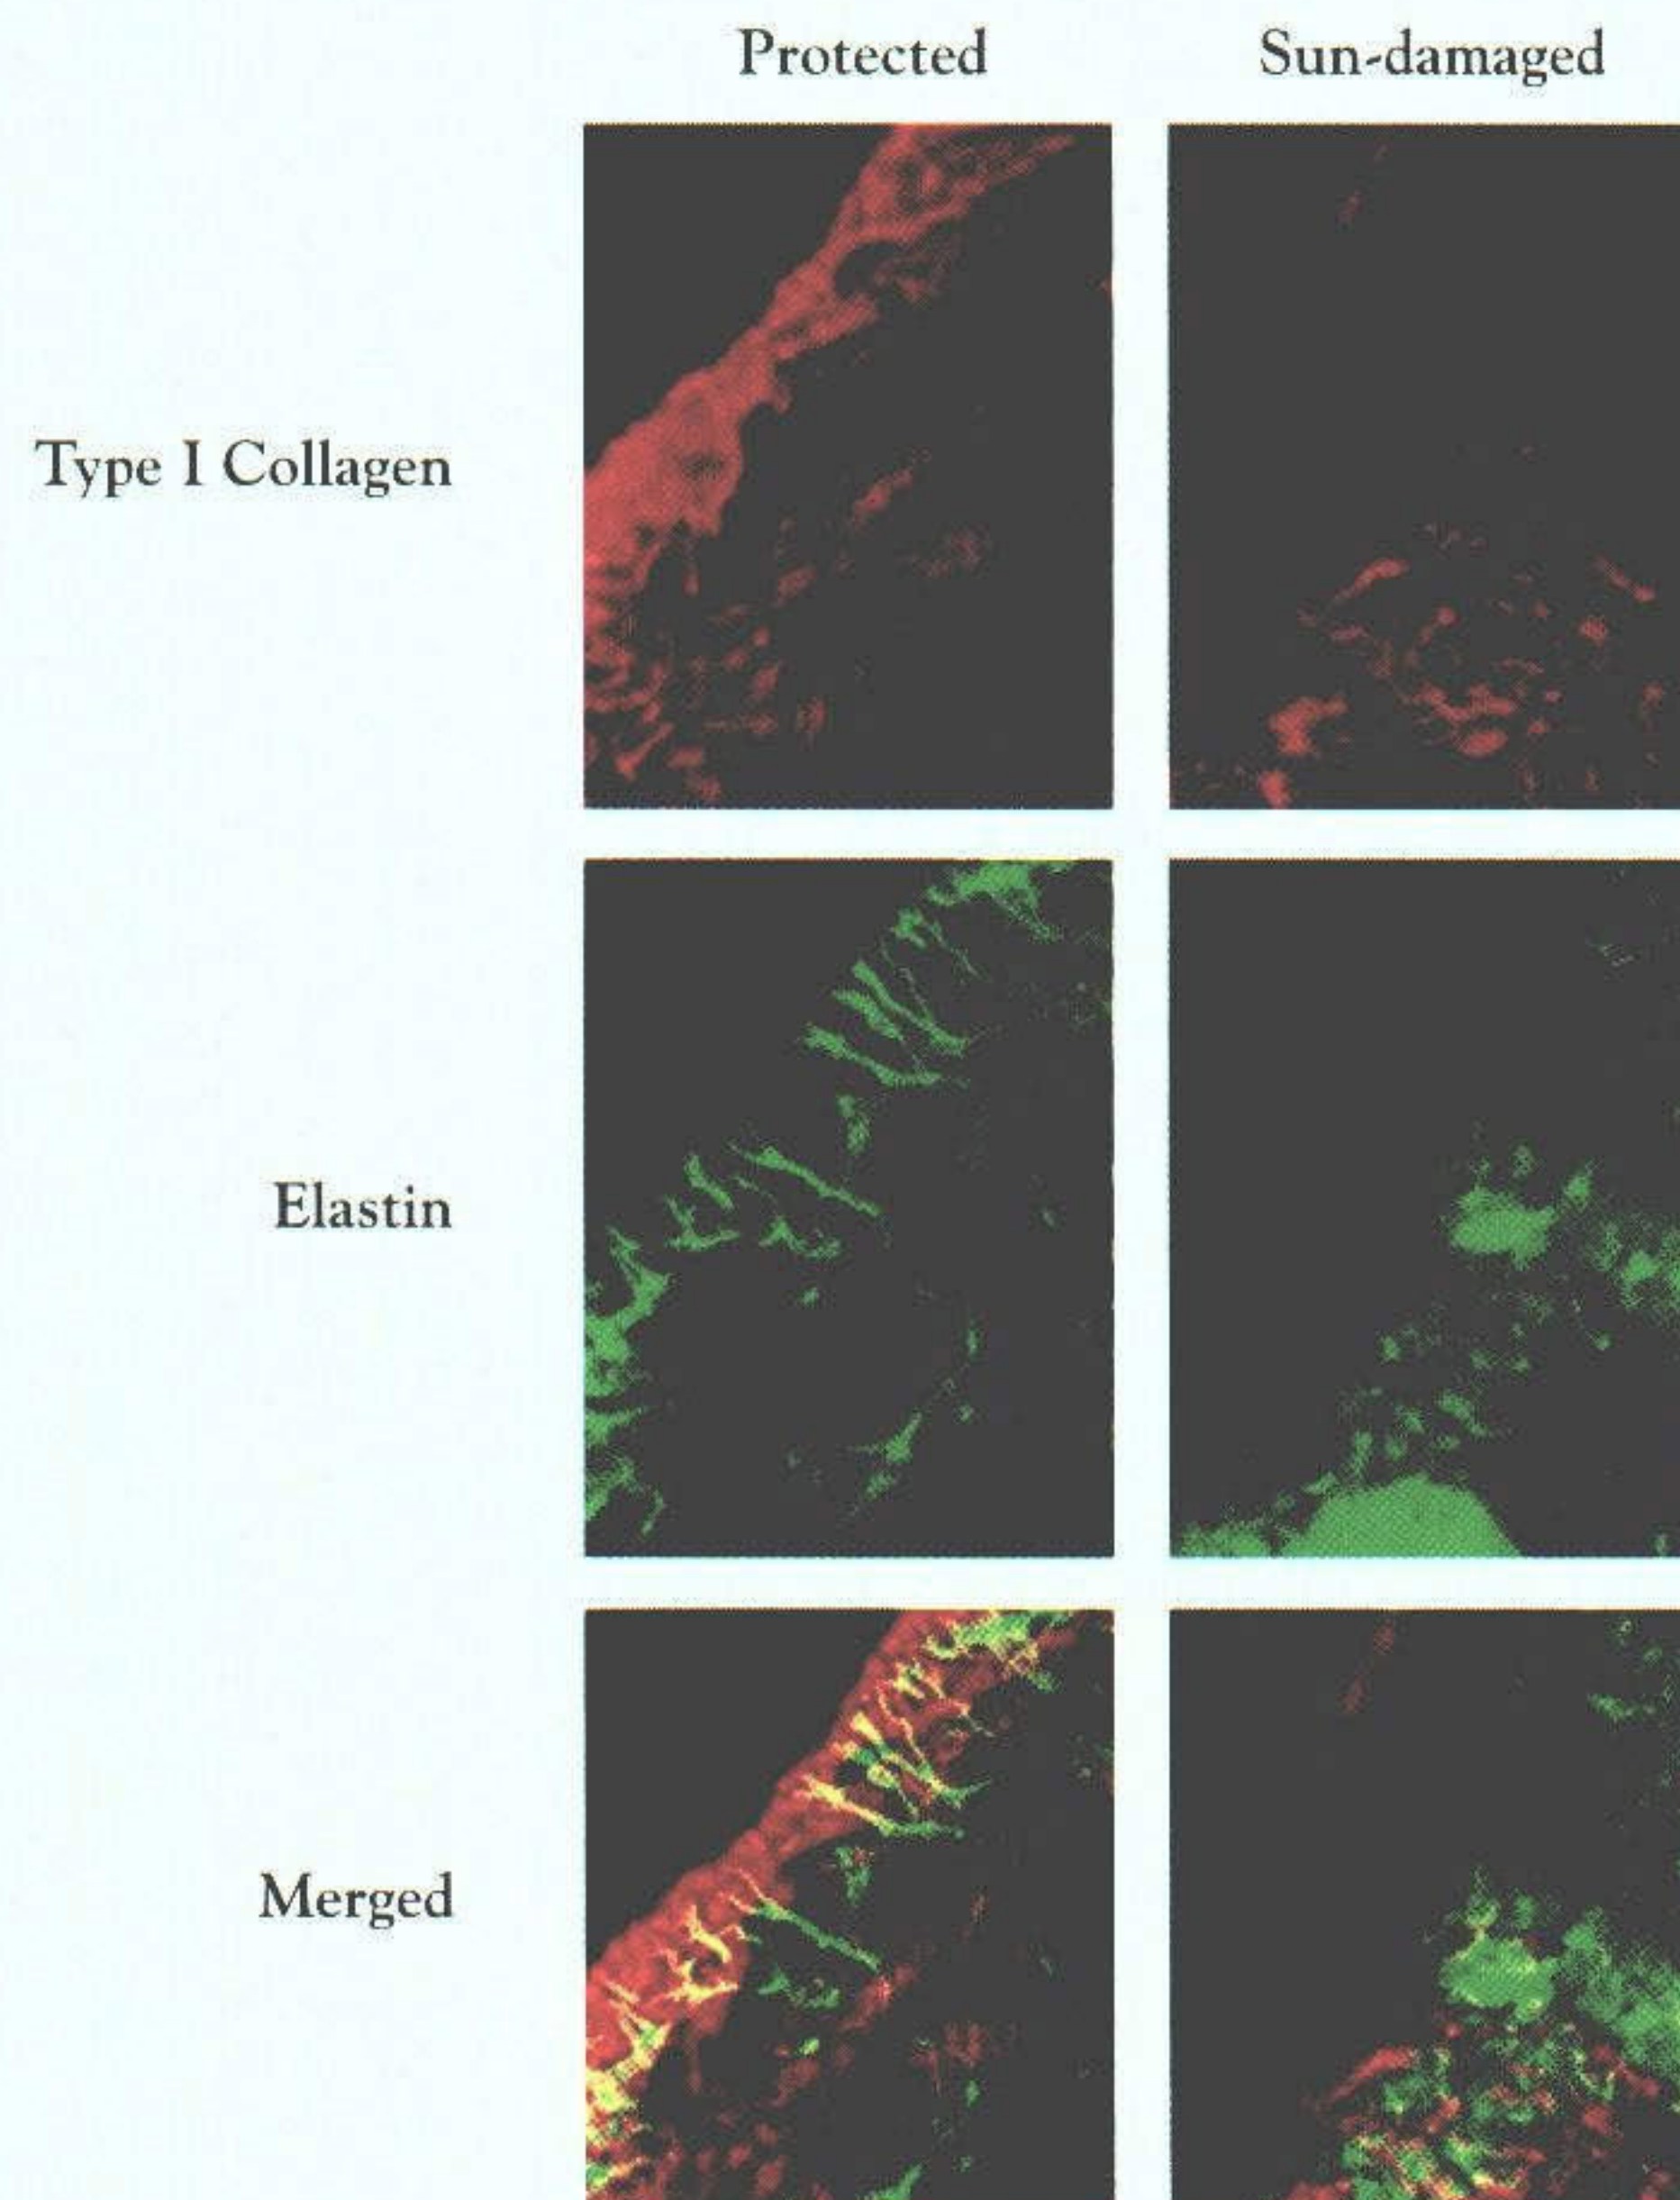 Protected
Sun-damaged
Type I Collagen
Elastin
Merged